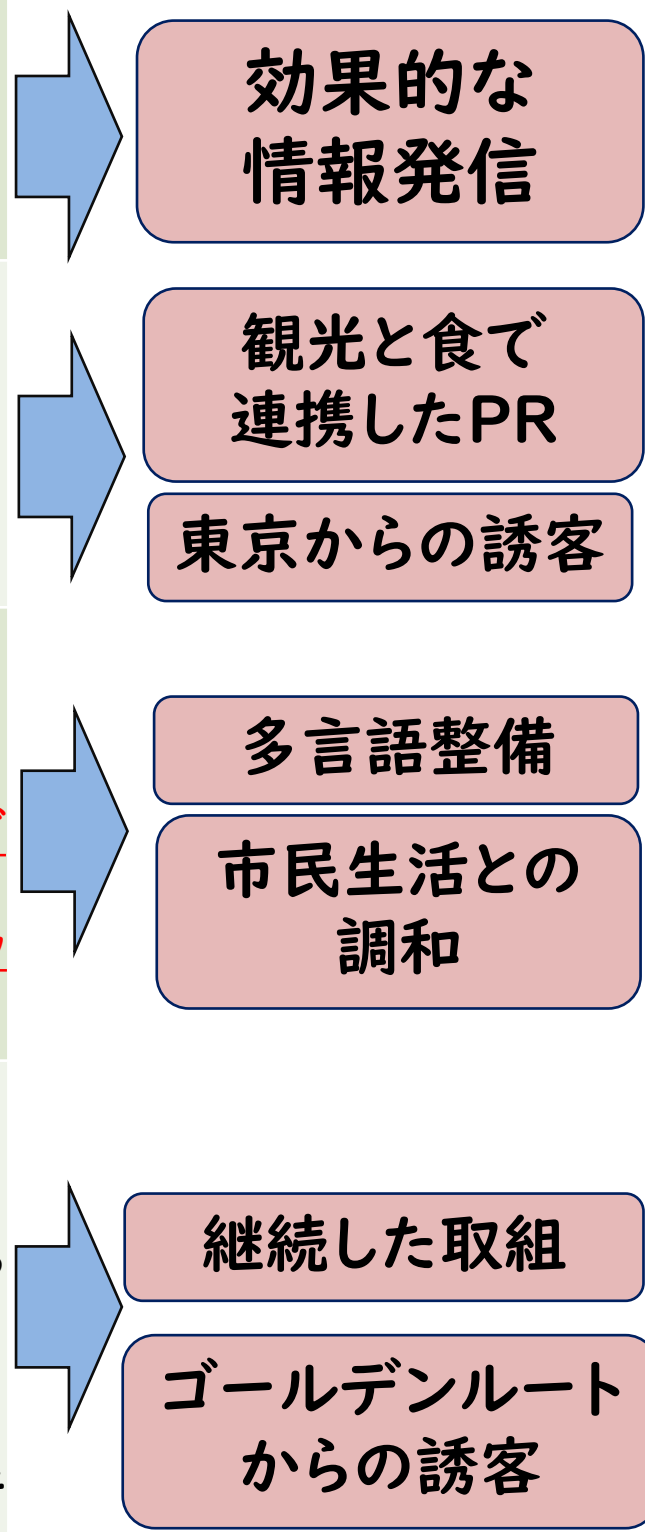 効果的な
情報発信
観光と食で
連携したPR
東京からの誘客
多言語整備
市民生活との
調和
継続した取組
ゴールデンルート
からの誘客